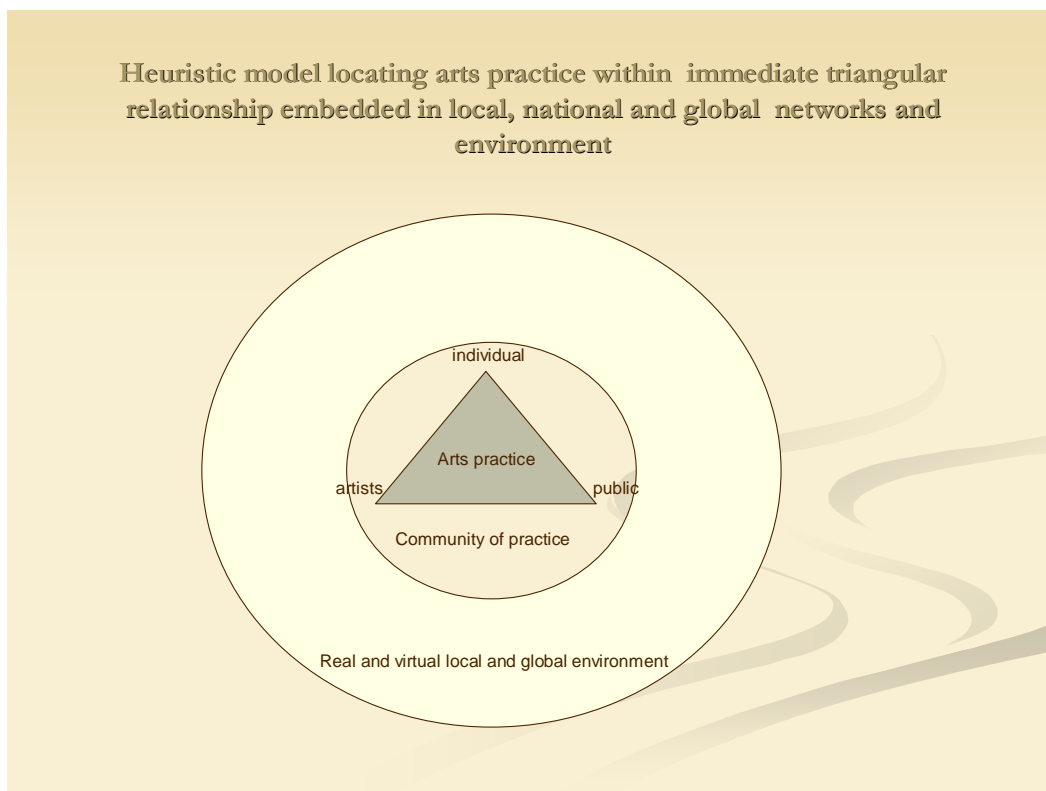 Heuristic model locating arts practice within immediate triangular
relationship embedded in local, national and global networks and
environment
individual
Arts practice
artists public
Community of practice
Real and virtual local and global environment